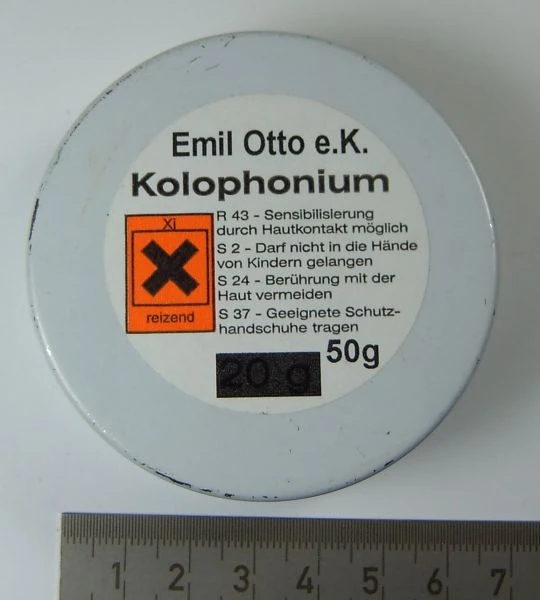 Emil Otto e.K.
Kolophonium
Xi
reizend
R 43 - Sensibilisierung
durch Hautkontakt möglich
S 2 - Darf nicht in die Hände
von Kindern gelangen
S 24 - Berührung mit der
Haut vermeiden
S 37 - Geeignete Schutz-
handschuhe tragen
20 g
50g
1 2 3 4 5 6 7